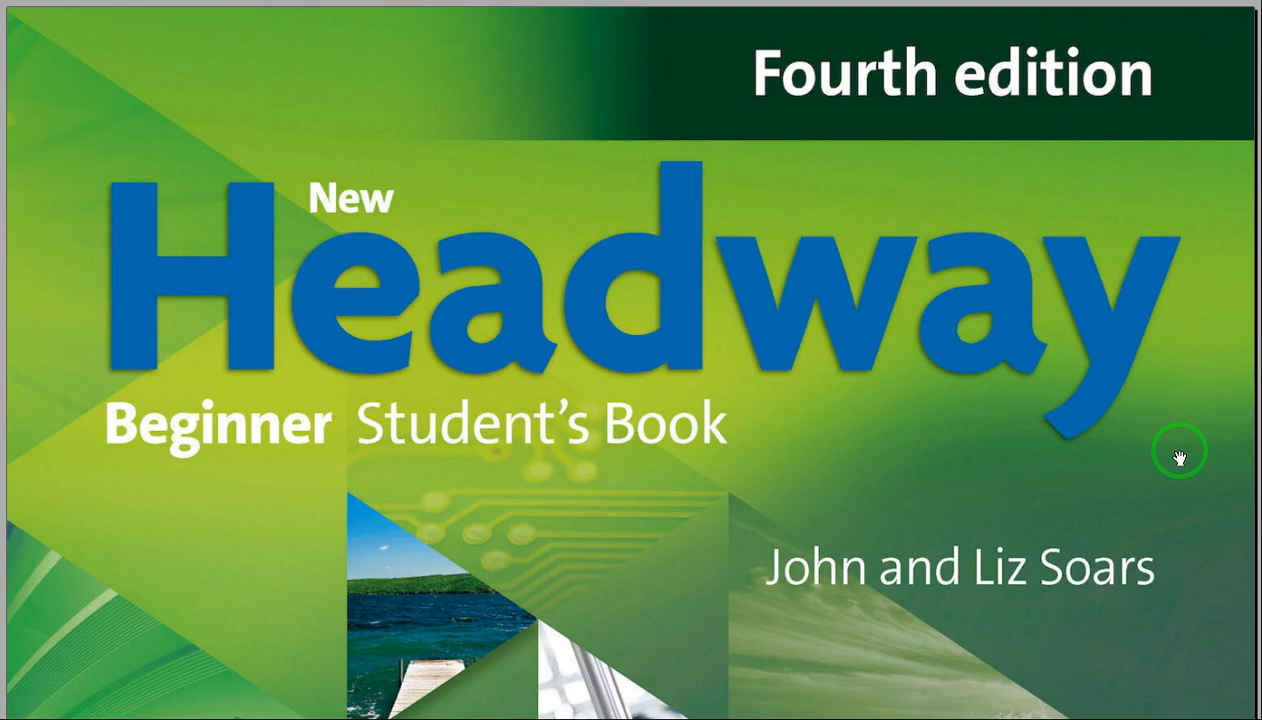 Fourth edition
New
Headway
Beginner Student’s Book
John and Liz Soars